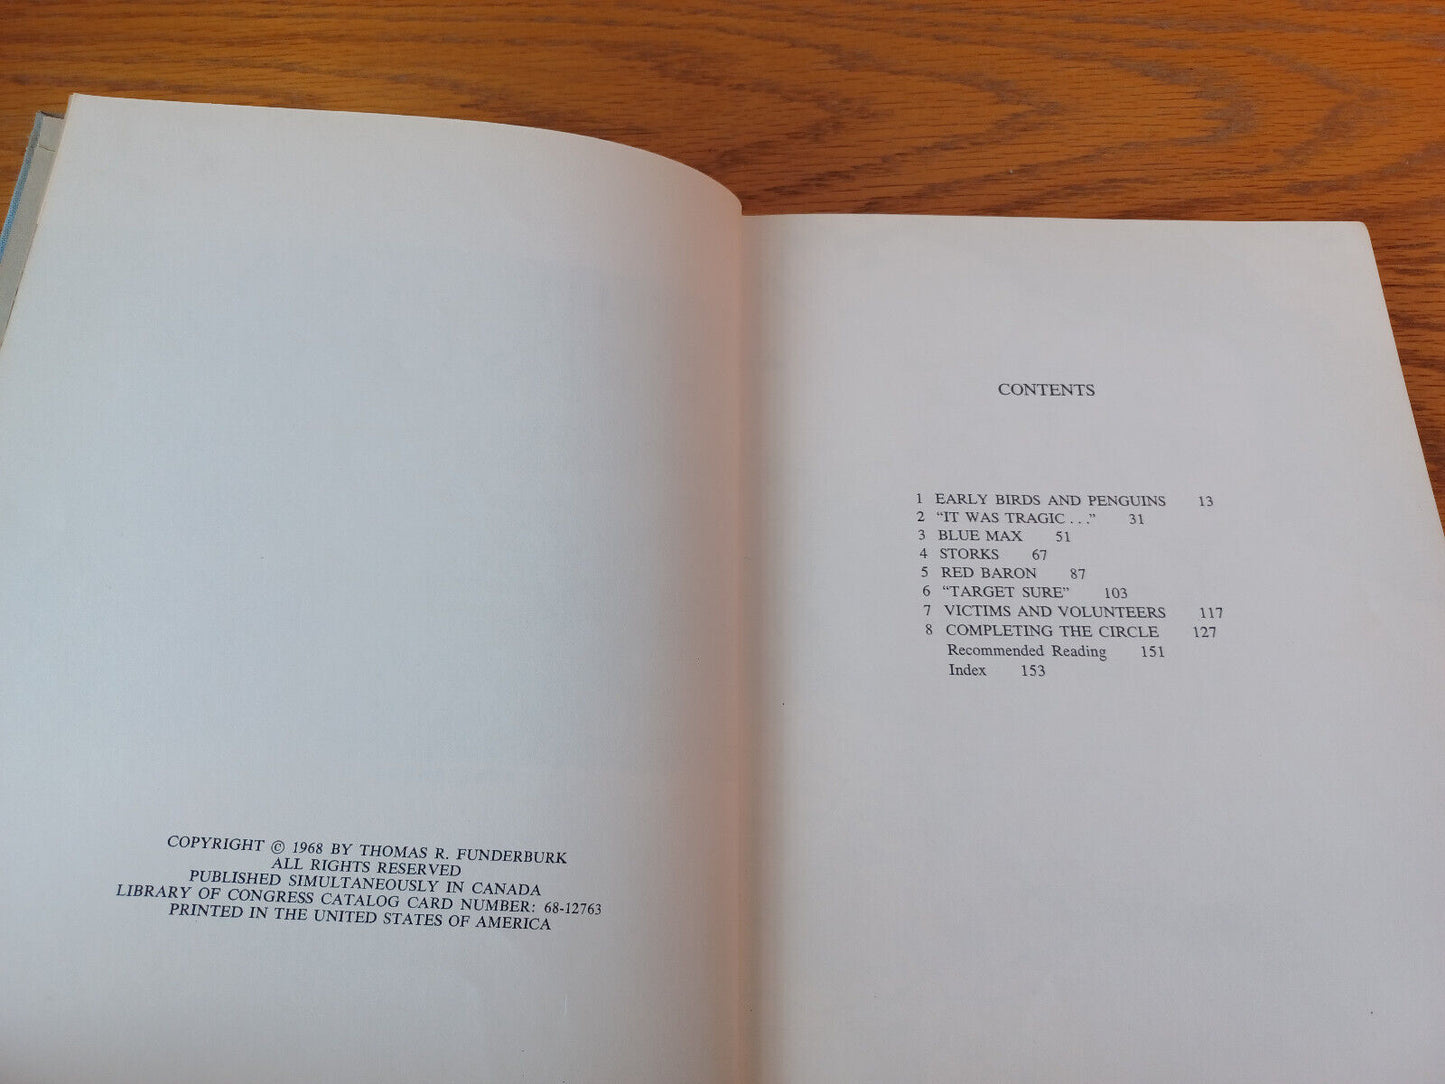 COPYRIGHT © 1968 BY THOMAS R. FUNDERBURK
ALL RIGHTS RESERVED
PUBLISHED SIMULTANEOUSLY IN CANADA
LIBRARY OF CONGRESS CATALOG CARD NUMBER: 68-12763
PRINTED IN THE UNITED STATES OF AMERICA
CONTENTS
1 EARLY BIRDS AND PENGUINS 13
2 “IT WAS TRAGIC . . .” 31
3 BLUE MAX 51
4 STORKS 67
5 RED BARON 87
6 “TARGET SURE” 103
7 VICTIMS AND VOLUNTEERS 117
8 COMPLETING THE CIRCLE 127
Recommended Reading 151
Index 153